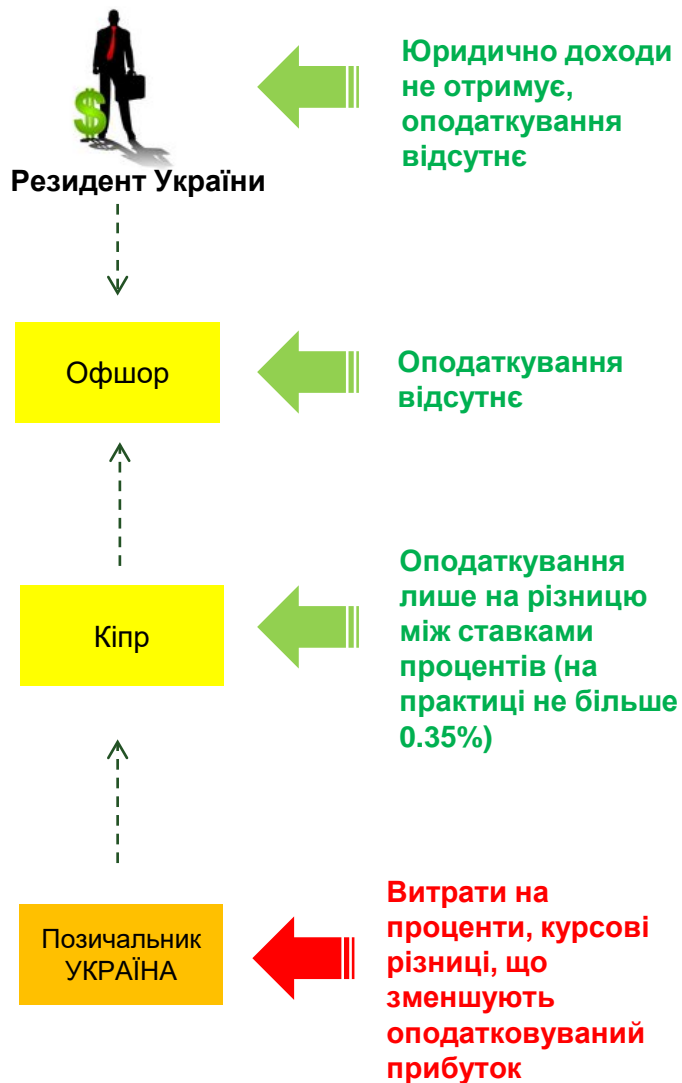 Юридично доходи
не отримує,
оподаткування
відсутнє
$
Резидент України
Офшор
Оподаткування
відсутнє
Кіпр
Оподаткування
лише на різницю
між ставками
процентів (на
практиці не більше
0.35%)
Позичальник
УКРАЇНА
Витрати на
проценти, курсові
різниці, що
зменшують
оподатковуваний
прибуток